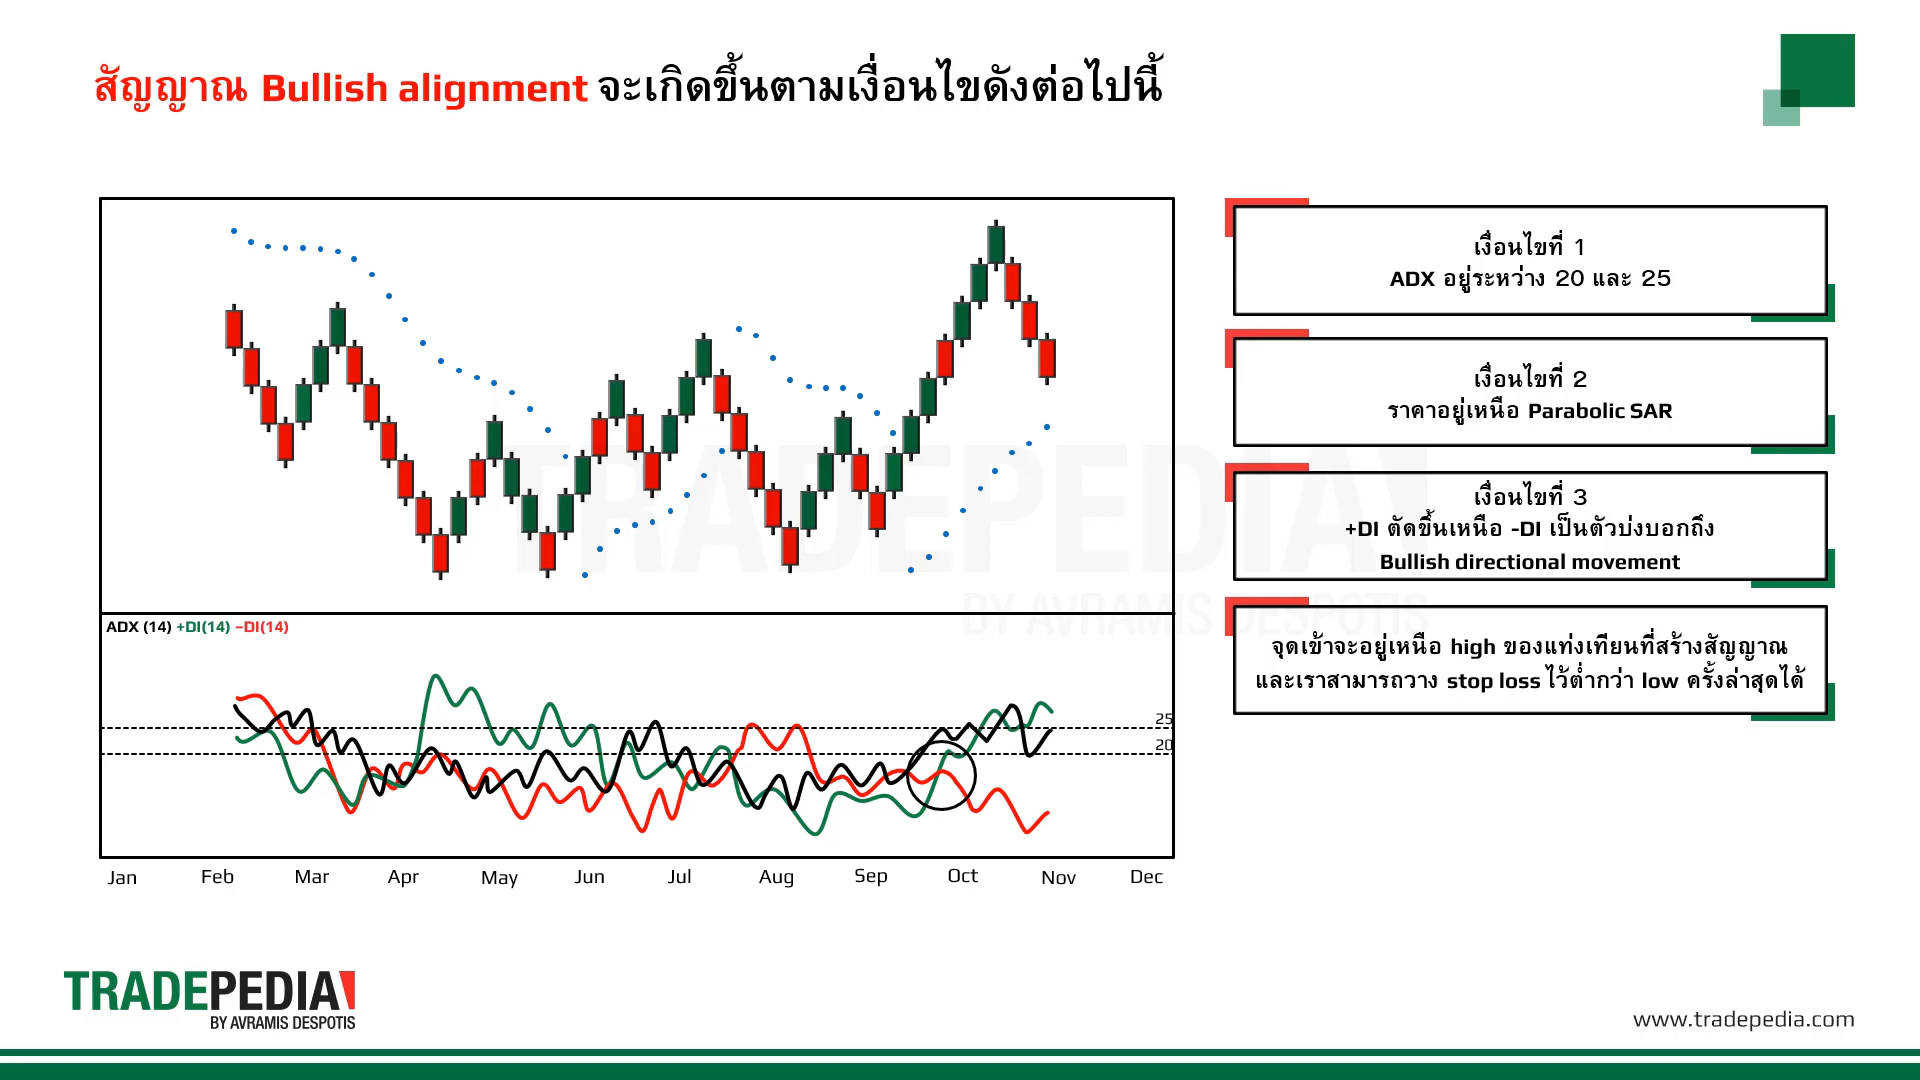 สัญญาณ Bullish alignment จะเกิดขึ้นตามเงื่อนไขดังต่อไปนี้
เงื่อนไขที่ 1
ADX อยู่ระหว่าง 20 และ 25
เงื่อนไขที่ 2
ราคาอยู่เหนือ Parabolic SAR
เงื่อนไขที่ 3
+DI ตัดขึ้นเหนือ -DI เป็นตัวบ่งบอกถึง
Bullish directional movement
จุดเข้าจะอยู่เหนือ high ของแท่งเทียนที่สร้างสัญญาณ
และเราสามารถวาง stop loss ไว้ต่ำกว่า low ครั้งล่าสุดได้
TRADEPEDIA
BY AVRAMIS DESPOTIS
ADX (14) +DI(14) –DI(14)
25
20
Jan Feb Mar Apr May Jun Jul Aug Sep Oct Nov Dec
TRADEPEDIA
BY AVRAMIS DESPOTIS
www.tradepedia.com